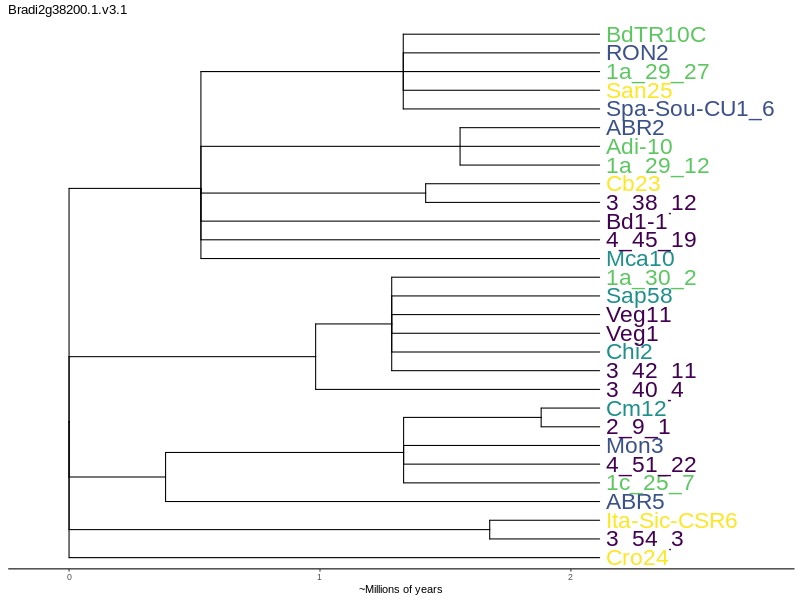 Bradi2g38200.1.v3.1
BdTR10C
RON2
1a_29_27
San25
Spa-Sou-CU1_6
ABR2
Adi-10
1a_29_12
Cb23
3_38_12
Bd1-1
4_45_19
Mca10
1a_30_2
Sap58
Veg11
Veg1
Chi2
3_42_11
3_40_4
Cm12
2_9_1
Mon3
4_51_22
1c_25_7
ABR5
Ita-Sic-CSR6
3_54_3
Cro24
0 1 2
~Millions of years